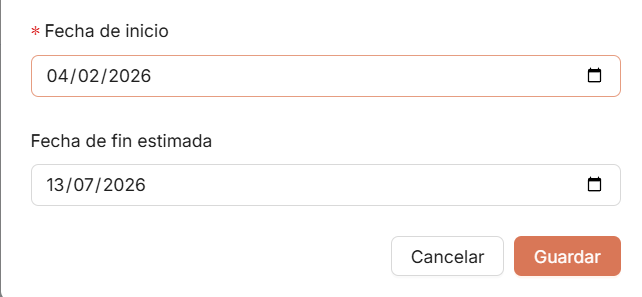 * Fecha de inicio
04/02/2026
Fecha de fin estimada
13/07/2026
Cancelar Guardar